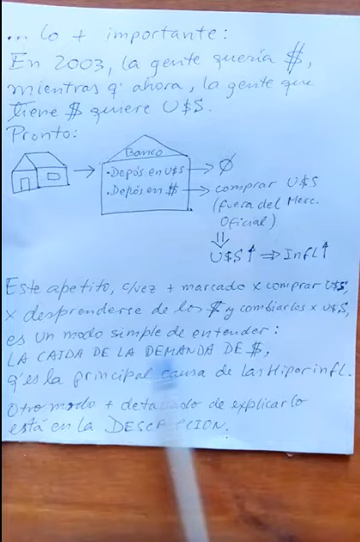 ... lo + importante:
En 2003, la gente quería $,
mientras q' ahora, la gente que
tiene $ quiere U$S.
Pronto:
Banco
• Depós en U$S → ∅
• Depós en $ → comprar U$S
(fuera del Merc.
Oficial)
⇓
U$S ↑ ⇒ Infl ↑
Este apetito, c/vez + marcado x comprar U$S,
x desprenderse de los $ y cambiarlos x U$S,
es un modo simple de entender:
LA CAIDA DE LA DEMANDA DE $,
q' es la principal causa de las Hiperinfl.
Otro modo + detallado de explicarlo
está en la DESCRIPCION.